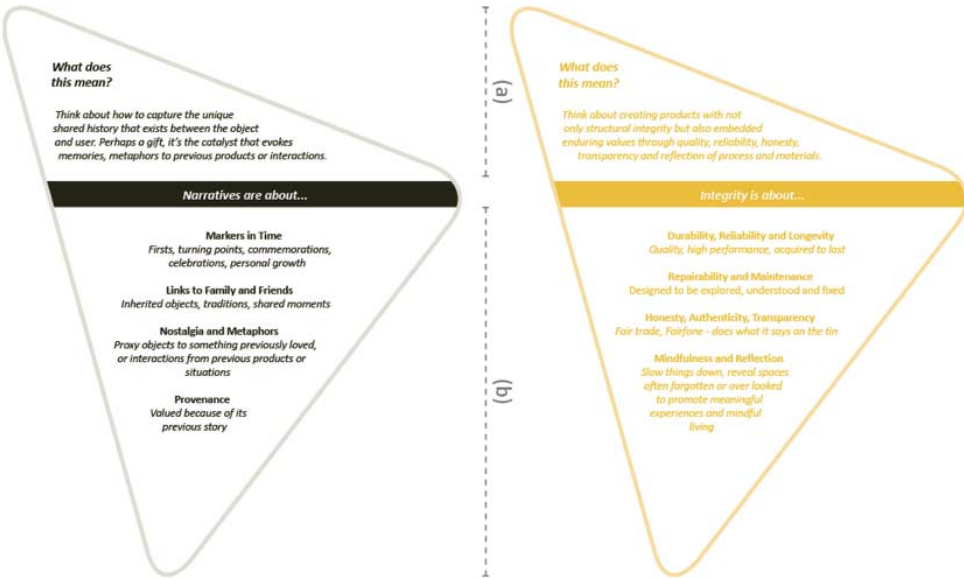 What does
this mean?
Think about how to capture the unique
shared history that exists between the object
and user. Perhaps a gift, it's the catalyst that evokes
memories, metaphors to previous products or interactions.
Narratives are about...
Markers in Time
Firsts, turning points, commemorations,
celebrations, personal growth
Links to Family and Friends
Inherited objects, traditions, shared moments
Nostalgia and Metaphors
Proxy objects to something previously loved,
or interactions from previous products or
situations
Provenance
Valued because of its
previous story
(a)
(b)
What does
this mean?
Think about creating products with not
only structural integrity but also embedded
enduring values through quality, reliability, honesty,
transparency and reflection of process and materials.
Integrity is about...
Durability, Reliability and Longevity
Quality, high performance, acquired to last
Repairability and Maintenance
Designed to be explored, understood and fixed
Honesty, Authenticity, Transparency
Fair trade, Fairfone - does what it says on the tin
Mindfulness and Reflection
Slow things down, reveal spaces
often forgotten or over looked
to promote meaningful
experiences and mindful
living